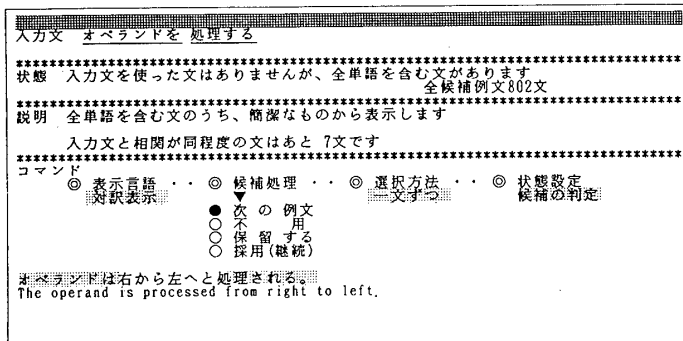 入力文 オペランドを 処理する
********************************************************************************
状態 入力文を使った文はありませんが、全単語を含む文があります
全候補例文802文
********************************************************************************
説明 全単語を含む文のうち、簡潔なものから表示します
入力文と相関が同程度の文はあと 7文です
********************************************************************************
コマンド
◎ 表示言語 ・・ ◎ 候補処理 ・・ ◎ 選択方法 ・・ ◎ 状態設定
対訳表示 ▼ 一文ずつ 候補の判定
● 次 の 例文
○ 不 用
○ 保 留 する
○ 採用(継続)
オペランドは右から左へと処理される。
The operand is processed from right to left.